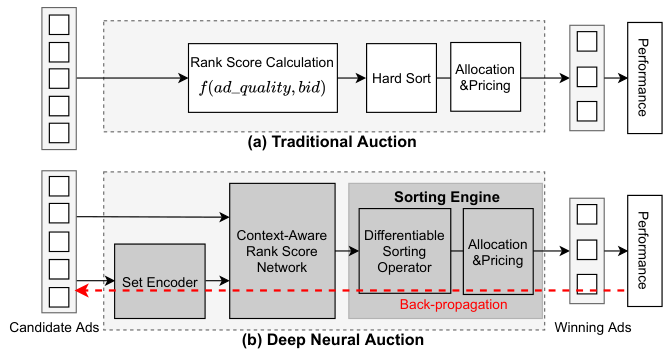 Rank Score Calculation
f(ad_quality, bid)
Hard Sort
Allocation
&Pricing
Performance
(a) Traditional Auction
Set Encoder
Context-Aware
Rank Score
Network
Sorting Engine
Differentiable
Sorting
Operator
Allocation
&Pricing
Back-propagation
Performance
Candidate Ads
Winning Ads
(b) Deep Neural Auction